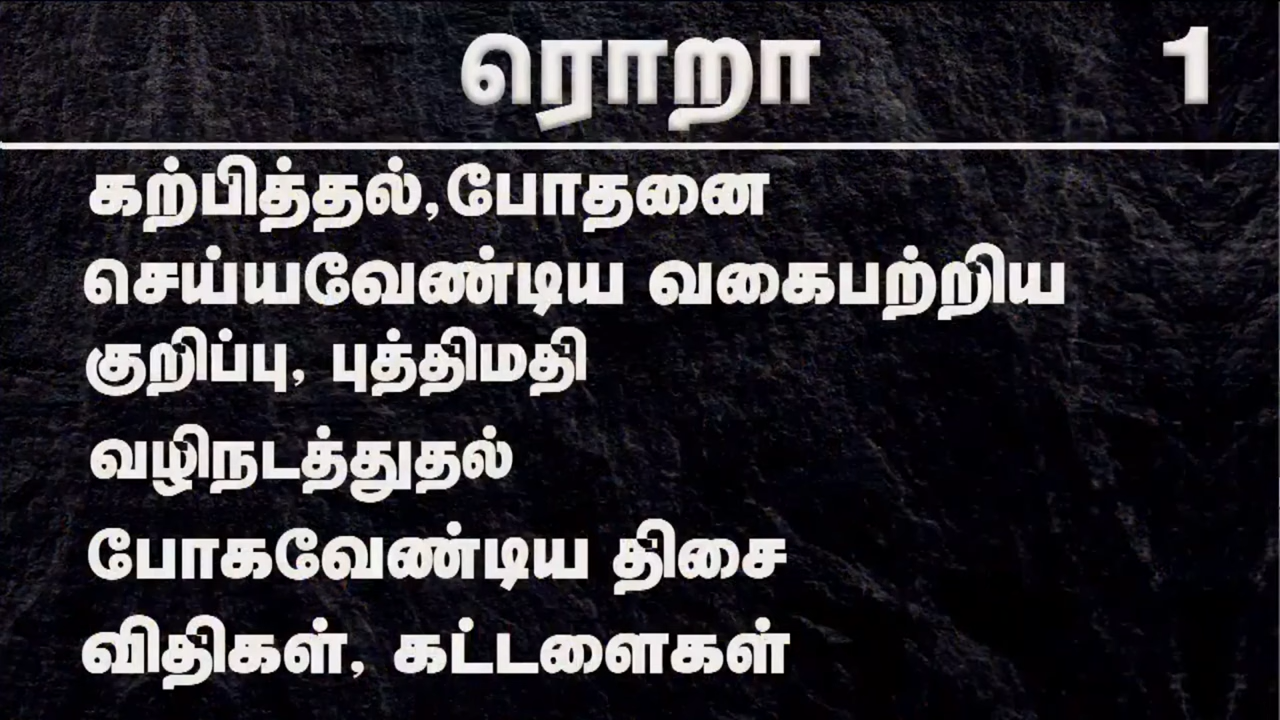 ரொறா 1
கற்பித்தல்,போதனை
செய்யவேண்டிய வகைபற்றிய
குறிப்பு, புத்திமதி
வழிநடத்துதல்
போகவேண்டிய திசை
விதிகள், கட்டளைகள்